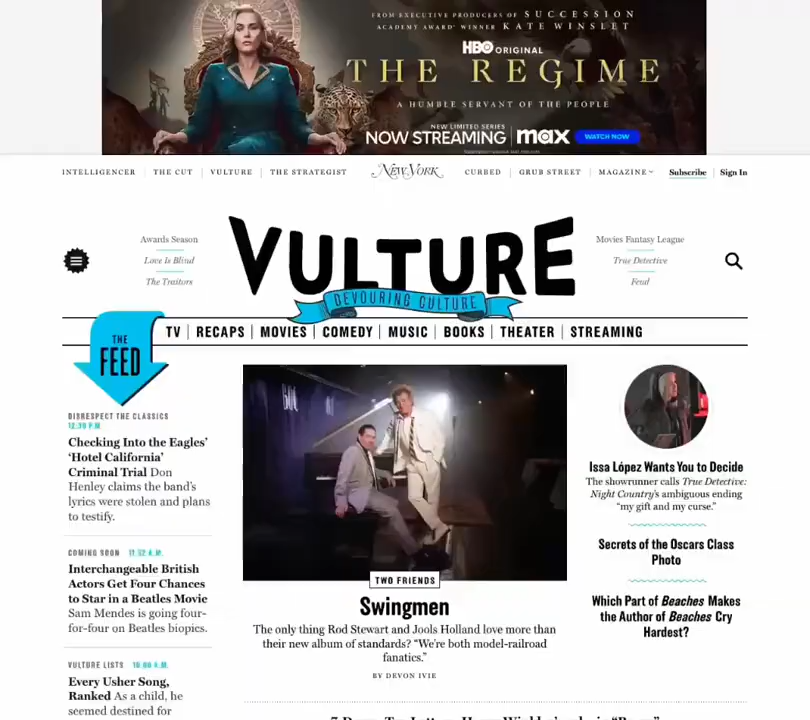 FROM EXECUTIVE PRODUCERS OF SUCCESSION
ACADEMY AWARD® WINNER KATE WINSLET
HBO ORIGINAL
THE REGIME
A HUMBLE SERVANT OF THE PEOPLE
NEW LIMITED SERIES
NOW STREAMING | max WATCH NOW
INTELLIGENCER THE CUT VULTURE THE STRATEGIST NEW YORK CURBED GRUB STREET MAGAZINE Subscribe Sign In
Awards Season
Love Is Blind
The Traitors
VULTURE
DEVOURING CULTURE
Movies Fantasy League
True Detective
Feud
TV | RECAPS | MOVIES | COMEDY | MUSIC | BOOKS | THEATER | STREAMING
THE
FEED
DISRESPECT THE CLASSICS
12:39 P.M.
Checking Into the Eagles’
‘Hotel California’
Criminal Trial Don
Henley claims the band’s
lyrics were stolen and plans
to testify.
COMING SOON 11:52 A.M.
Interchangeable British
Actors Get Four Chances
to Star in a Beatles Movie
Sam Mendes is going four-
for-four on Beatles biopics.
VULTURE LISTS 10:00 A.M.
Every Usher Song,
Ranked As a child, he
seemed destined for
TWO FRIENDS
Swingmen
The only thing Rod Stewart and Jools Holland love more than
their new album of standards? “We’re both model-railroad
fanatics.”
BY DEVON IVIE
Issa López Wants You to Decide
The showrunner calls True Detective:
Night Country’s ambiguous ending
“my gift and my curse.”
Secrets of the Oscars Class
Photo
Which Part of Beaches Makes
the Author of Beaches Cry
Hardest?